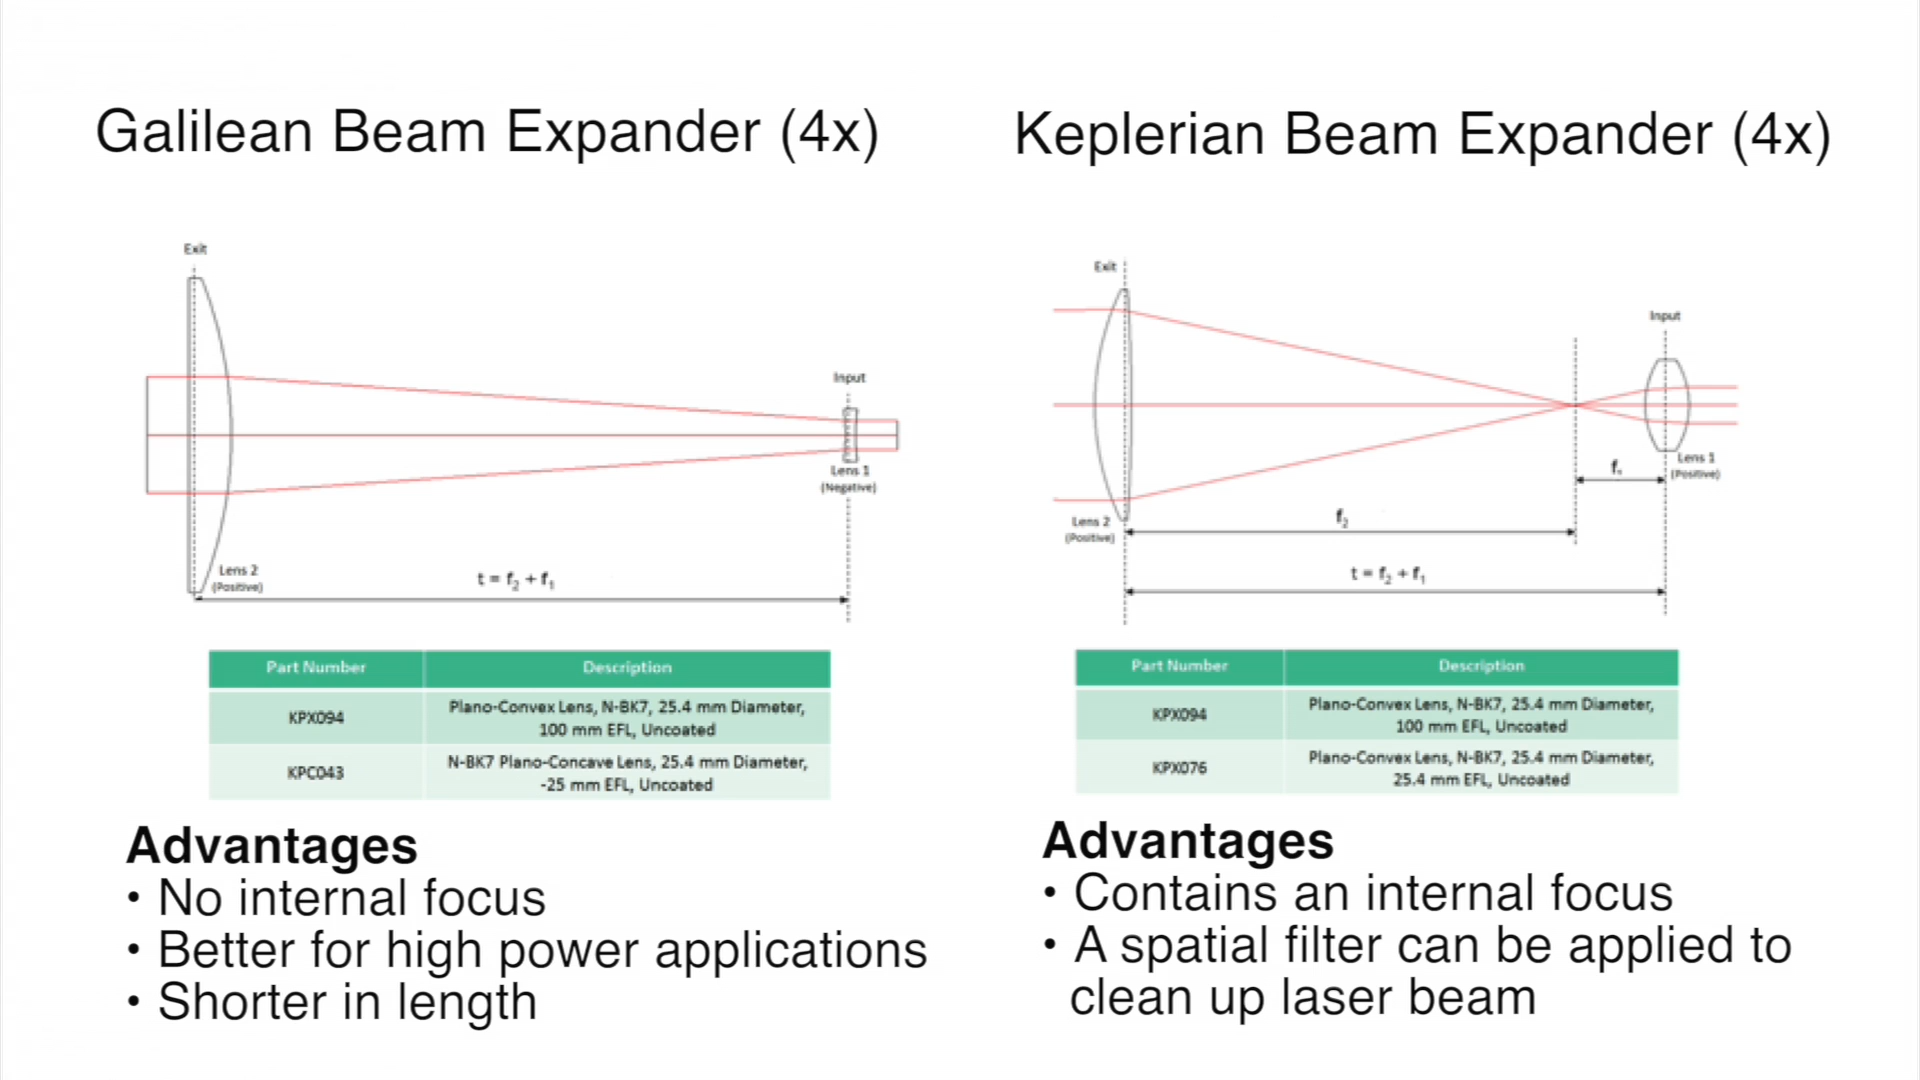 Galilean Beam Expander (4x)
Exit
Input
Lens 1
(Negative)
Lens 2
(Positive)
t = f₂ + f₁
Part Number Description
KPX094 Plano-Convex Lens, N-BK7, 25.4 mm Diameter,
100 mm EFL, Uncoated
KPC043 N-BK7 Plano-Concave Lens, 25.4 mm Diameter,
-25 mm EFL, Uncoated
Advantages
• No internal focus
• Better for high power applications
• Shorter in length
Keplerian Beam Expander (4x)
Exit
Input
Lens 1
(Positive)
f₁
Lens 2
(Positive)
f₂
t = f₂ + f₁
Part Number Description
KPX094 Plano-Convex Lens, N-BK7, 25.4 mm Diameter,
100 mm EFL, Uncoated
KPX076 Plano-Convex Lens, N-BK7, 25.4 mm Diameter,
25.4 mm EFL, Uncoated
Advantages
• Contains an internal focus
• A spatial filter can be applied to
clean up laser beam